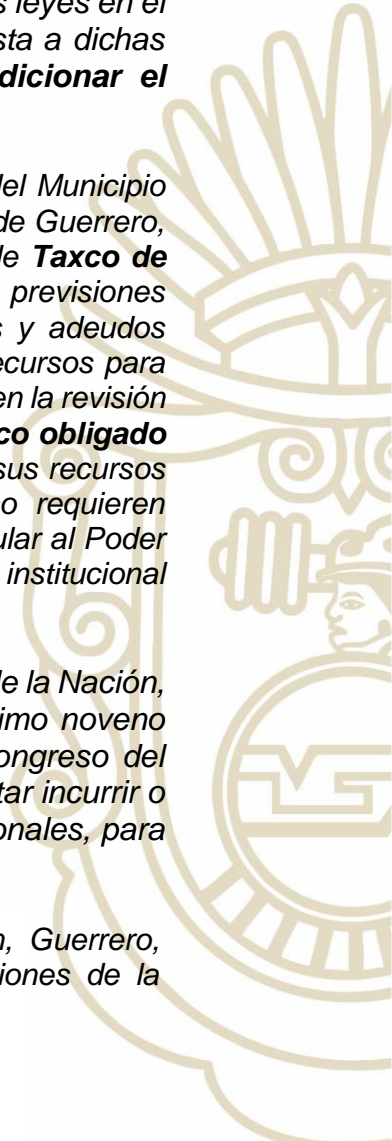 s leyes en el
sta a dichas
dicionar el
del Municipio
de Guerrero,
de Taxco de
previsiones
s y adeudos
ecursos para
en la revisión
co obligado
sus recursos
o requieren
ular al Poder
institucional
de la Nación,
imo noveno
ongreso del
tar incurrir o
onales, para
n, Guerrero,
iones de la